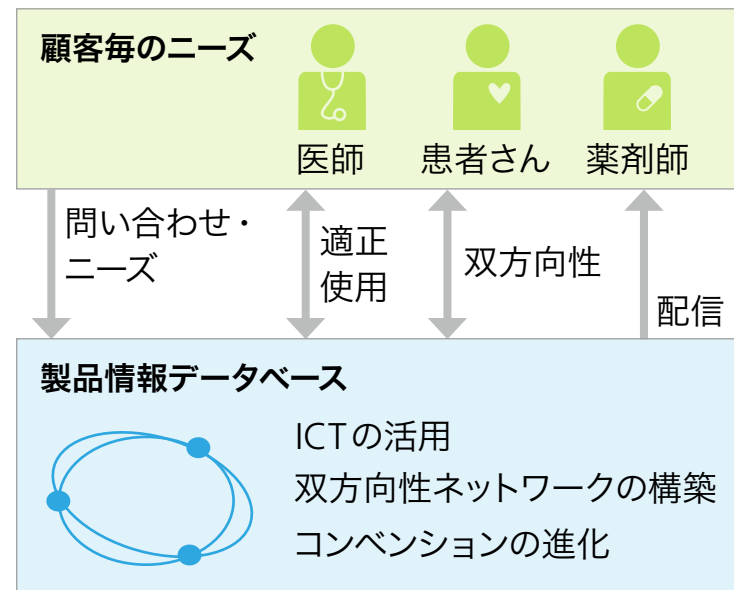 顧客毎のニーズ
医師
患者さん
薬剤師
問い合わせ・
ニーズ
適正
使用
双方向性
配信
製品情報データベース
ICTの活用
双方向性ネットワークの構築
コンベンションの進化